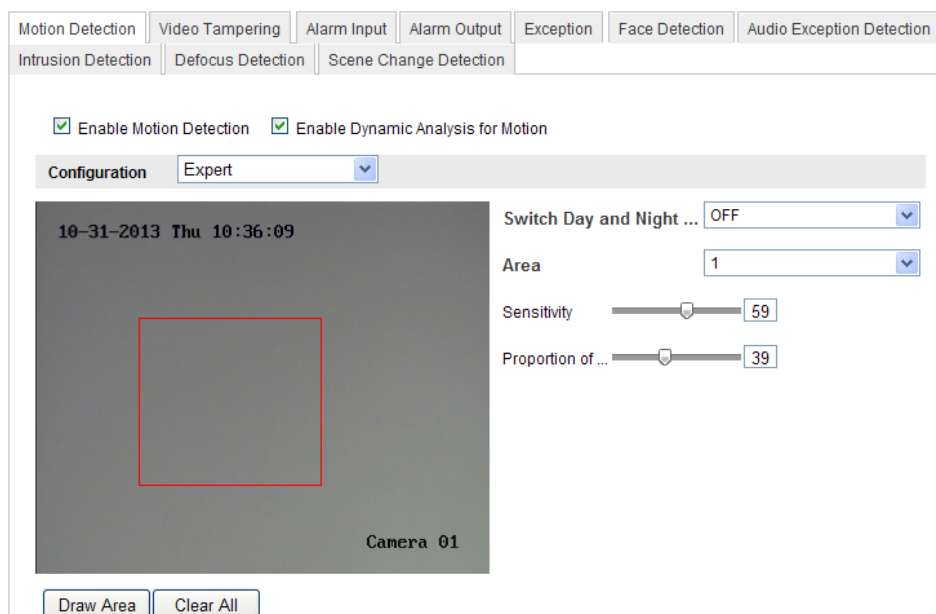 Motion Detection Video Tampering Alarm Input Alarm Output Exception Face Detection Audio Exception Detection
Intrusion Detection Defocus Detection Scene Change Detection
Enable Motion Detection Enable Dynamic Analysis for Motion
Configuration Expert
10-31-2013 Thu 10:36:09
Switch Day and Night ... OFF
Area 1
Sensitivity 59
Proportion of ... 39
Camera 01
Draw Area Clear All